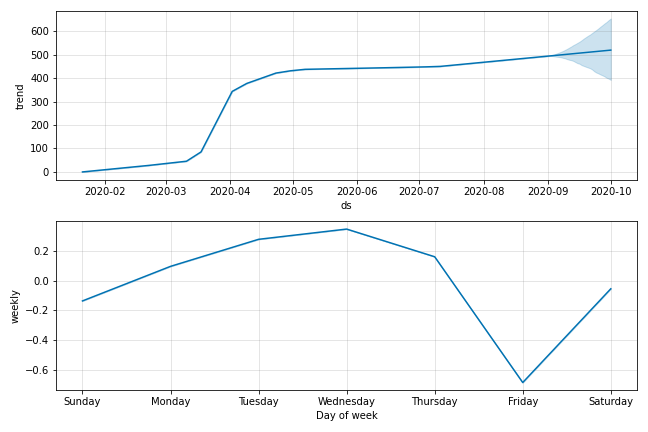 600
500
400
300
200
100
0
trend
2020-02 2020-03 2020-04 2020-05 2020-06 2020-07 2020-08 2020-09 2020-10
ds
0.2
0.0
−0.2
−0.4
−0.6
weekly
Sunday Monday Tuesday Wednesday Thursday Friday Saturday
Day of week